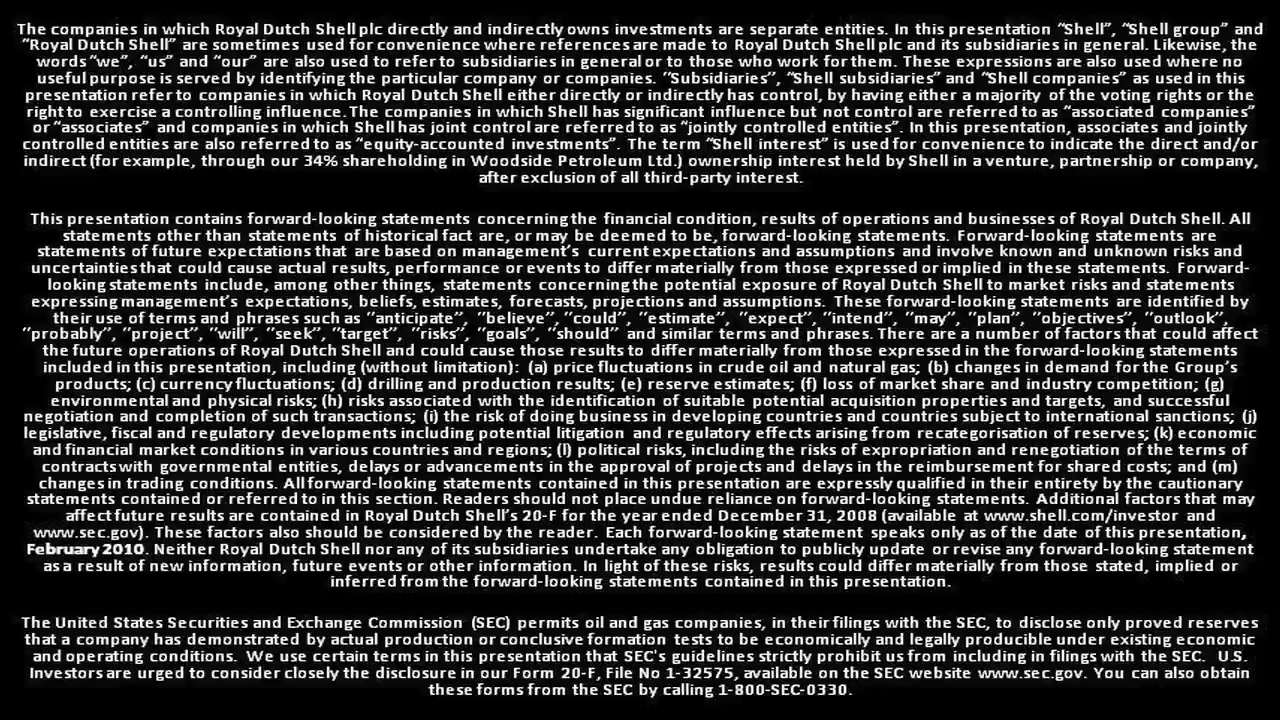 The companies in which Royal Dutch Shell plc directly and indirectly owns investments are separate entities. In this presentation “Shell”, “Shell group” and
“Royal Dutch Shell” are sometimes used for convenience where references are made to Royal Dutch Shell plc and its subsidiaries in general. Likewise, the
words “we”, “us” and “our” are also used to refer to subsidiaries in general or to those who work for them. These expressions are also used where no
useful purpose is served by identifying the particular company or companies. “Subsidiaries”, “Shell subsidiaries” and “Shell companies” as used in this
presentation refer to companies in which Royal Dutch Shell either directly or indirectly has control, by having either a majority of the voting rights or the
right to exercise a controlling influence. The companies in which Shell has significant influence but not control are referred to as “associated companies”
or “associates” and companies in which Shell has joint control are referred to as “jointly controlled entities”. In this presentation, associates and jointly
controlled entities are also referred to as “equity-accounted investments”. The term “Shell interest” is used for convenience to indicate the direct and/or
indirect (for example, through our 34% shareholding in Woodside Petroleum Ltd.) ownership interest held by Shell in a venture, partnership or company,
after exclusion of all third-party interest.
This presentation contains forward-looking statements concerning the financial condition, results of operations and businesses of Royal Dutch Shell. All
statements other than statements of historical fact are, or may be deemed to be, forward-looking statements. Forward-looking statements are
statements of future expectations that are based on management’s current expectations and assumptions and involve known and unknown risks and
uncertainties that could cause actual results, performance or events to differ materially from those expressed or implied in these statements. Forward-
looking statements include, among other things, statements concerning the potential exposure of Royal Dutch Shell to market risks and statements
expressing management’s expectations, beliefs, estimates, forecasts, projections and assumptions. These forward-looking statements are identified by
their use of terms and phrases such as “anticipate”, “believe”, “could”, “estimate”, “expect”, “intend”, “may”, “plan”, “objectives”, “outlook”,
“probably”, “project”, “will”, “seek”, “target”, “risks”, “goals”, “should” and similar terms and phrases. There are a number of factors that could affect
the future operations of Royal Dutch Shell and could cause those results to differ materially from those expressed in the forward-looking statements
included in this presentation, including (without limitation): (a) price fluctuations in crude oil and natural gas; (b) changes in demand for the Group’s
products; (c) currency fluctuations; (d) drilling and production results; (e) reserve estimates; (f) loss of market share and industry competition; (g)
environmental and physical risks; (h) risks associated with the identification of suitable potential acquisition properties and targets, and successful
negotiation and completion of such transactions; (i) the risk of doing business in developing countries and countries subject to international sanctions; (j)
legislative, fiscal and regulatory developments including potential litigation and regulatory effects arising from recategorisation of reserves; (k) economic
and financial market conditions in various countries and regions; (l) political risks, including the risks of expropriation and renegotiation of the terms of
contracts with governmental entities, delays or advancements in the approval of projects and delays in the reimbursement for shared costs; and (m)
changes in trading conditions. All forward-looking statements contained in this presentation are expressly qualified in their entirety by the cautionary
statements contained or referred to in this section. Readers should not place undue reliance on forward-looking statements. Additional factors that may
affect future results are contained in Royal Dutch Shell’s 20-F for the year ended December 31, 2008 (available at www.shell.com/investor and
www.sec.gov). These factors also should be considered by the reader. Each forward-looking statement speaks only as of the date of this presentation,
February 2010. Neither Royal Dutch Shell nor any of its subsidiaries undertake any obligation to publicly update or revise any forward-looking statement
as a result of new information, future events or other information. In light of these risks, results could differ materially from those stated, implied or
inferred from the forward-looking statements contained in this presentation.
The United States Securities and Exchange Commission (SEC) permits oil and gas companies, in their filings with the SEC, to disclose only proved reserves
that a company has demonstrated by actual production or conclusive formation tests to be economically and legally producible under existing economic
and operating conditions. We use certain terms in this presentation that SEC's guidelines strictly prohibit us from including in filings with the SEC. U.S.
Investors are urged to consider closely the disclosure in our Form 20-F, File No 1-32575, available on the SEC website www.sec.gov. You can also obtain
these forms from the SEC by calling 1-800-SEC-0330.